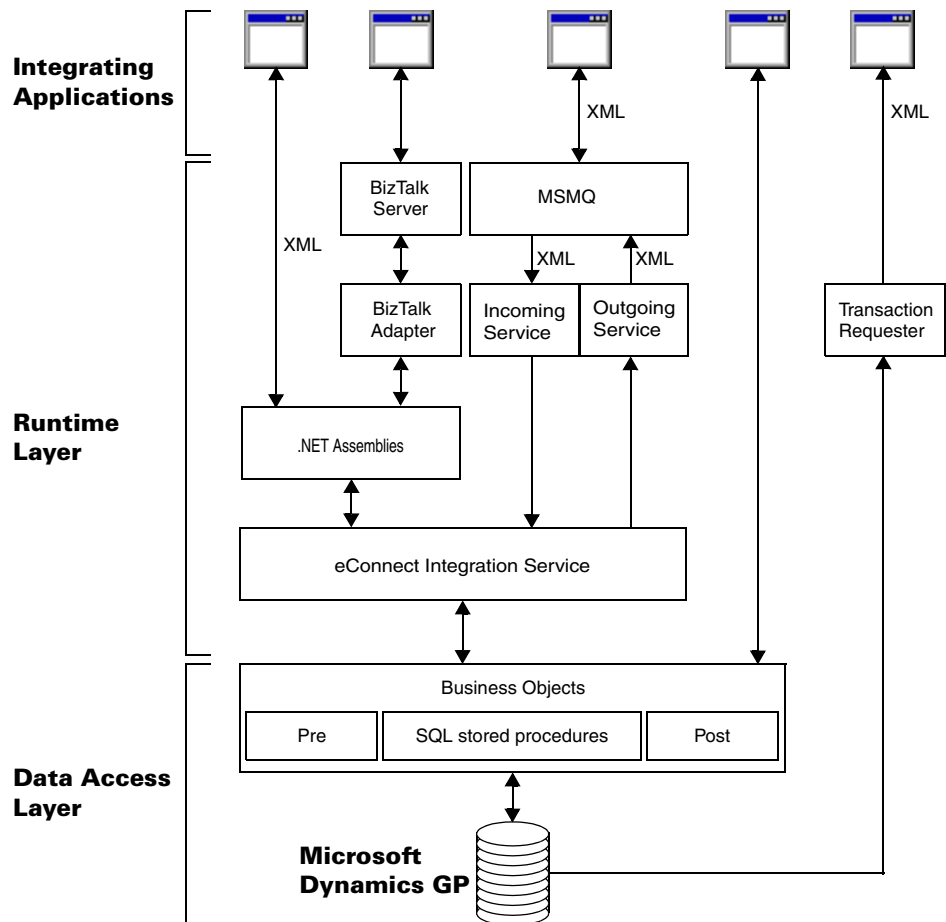 Integrating
Applications
XML
XML
BizTalk
Server
MSMQ
XML
XML
XML
BizTalk
Adapter
Incoming
Service
Outgoing
Service
Transaction
Requester
Runtime
Layer
.NET Assemblies
eConnect Integration Service
Business Objects
Pre
SQL stored procedures
Post
Data Access
Layer
Microsoft
Dynamics GP